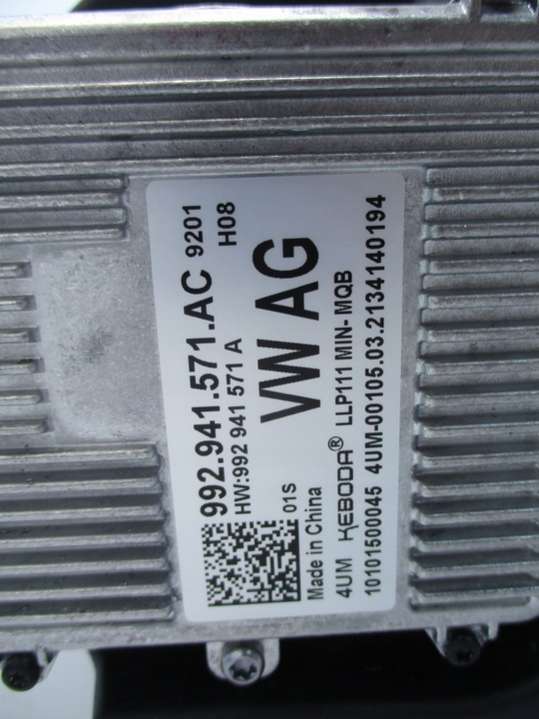 992.941.571.AC 9201
HW:992 941 571 A H08
VW AG
01S
Made in China
4UM KEBODA® LLP111 MIN-MQB
10101500045 4UM-00105.03.2134140194